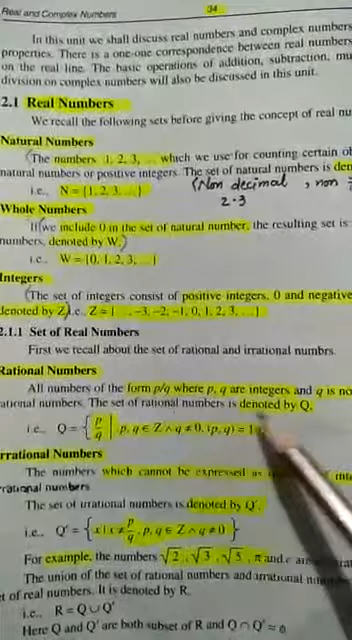 Real and Complex Numbers
34
In this unit we shall discuss real numbers and complex numbers
properties. There is a one-one correspondence between real numbers
on the real line. The basic operations of addition, subtraction,
division on complex numbers will also be discussed in this unit.
2.1 Real Numbers
We recall the following sets before giving the concept of real
Natural Numbers
(The numbers 1, 2, 3, ... which we use for counting certain
natural numbers or positive integers. The set of natural numbers is
i.e., N = {1, 2, 3, ...}
(Non decimal, non
2.3
Whole Numbers
If (we include 0 in the set of natural number, the resulting set is
numbers, denoted by W.)
i.e., W = {0, 1, 2, 3, ...}
Integers
(The set of integers consist of positive integers, 0 and negative
denoted by Z) i.e., Z = {..., -3, -2, -1, 0, 1, 2, 3, ...}
2.1.1 Set of Real Numbers
First we recall about the set of rational and irrational numbrs.
Rational Numbers
All numbers of the form p/q where p, q are integers and q is
ational numbers. The set of rational numbers is denoted by Q,
i.e., Q = { p/q | p, q ∈ Z ∧ q ≠ 0, (p, q) = 1
rrational Numbers
The numbers which cannot be expressed as
rrational numbers
The set of irrational numbers is denoted by Q′.
i.e., Q′ = { x | x ≠ p/q, p, q ∈ Z ∧ q ≠ 0 }
For example, the numbers √2, √3, √5, π and e are
The union of the set of rational numbers and irrational
t of real numbers. It is denoted by R.
i.e., R = Q ∪ Q′
Here Q and Q′ are both subset of R and Q ∩ Q′ = φ